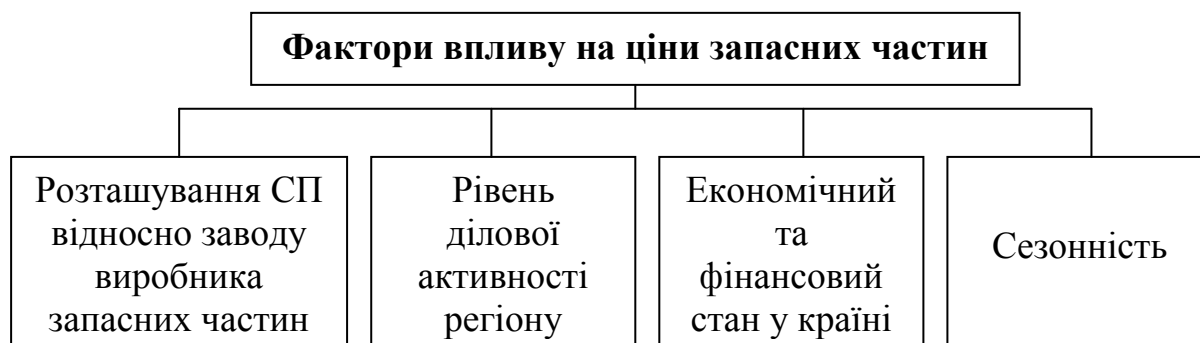 Фактори впливу на ціни запасних частин
Розташування СП
відносно заводу
виробника
запасних частин
Рівень
ділової
активності
регіону
Економічний
та
фінансовий
стан у країні
Сезонність